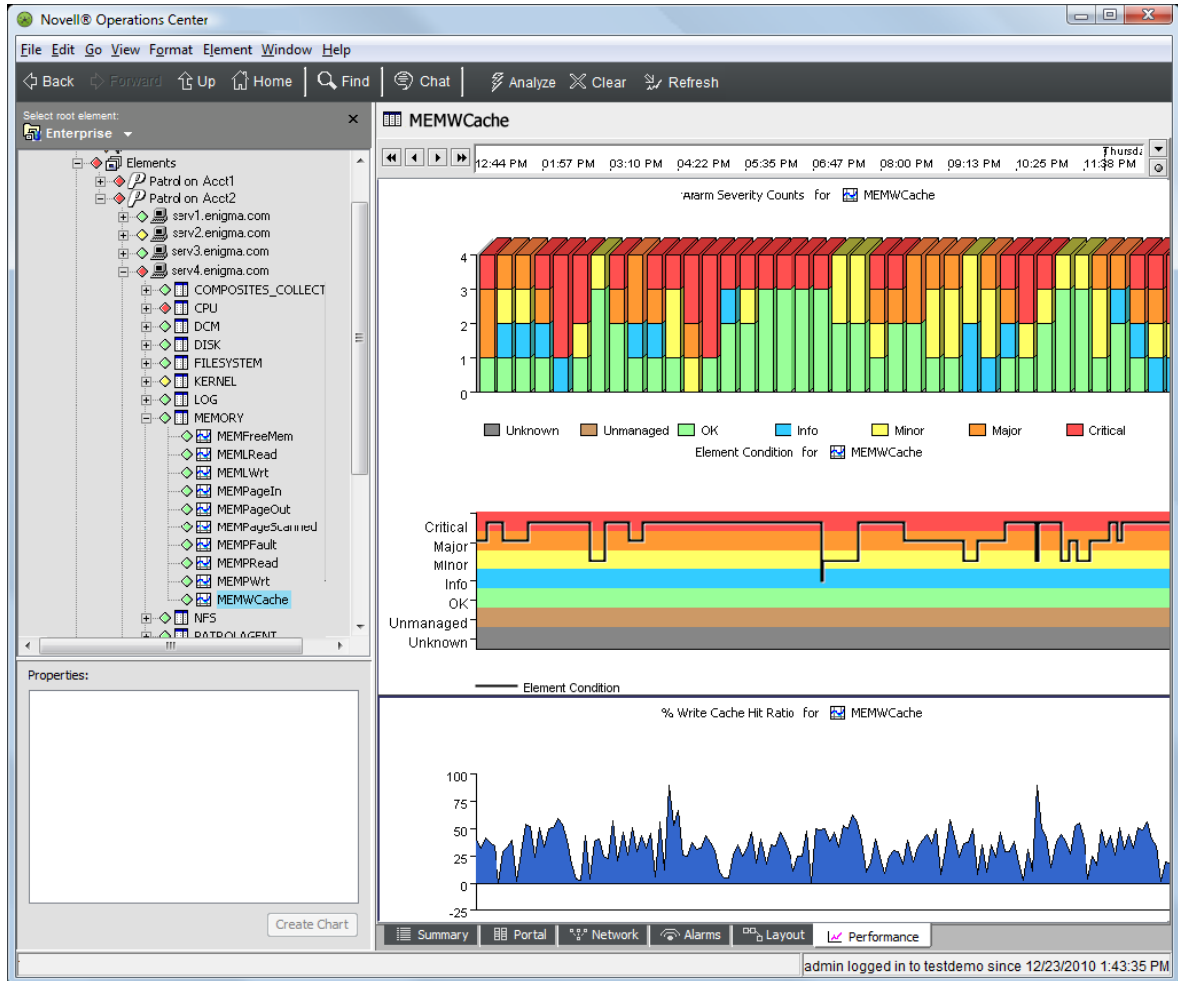 Novell® Operations Center
File Edit Go View Format Element Window Help
Back Forward Up Home Find Chat Analyze Clear Refresh
Select root element:
Enterprise
Elements
Patrol on Acct1
Patrol on Acct2
serv1.enigma.com
serv2.enigma.com
serv3.enigma.com
serv4.enigma.com
COMPOSITES_COLLECT
CPU
DCM
DISK
FILESYSTEM
KERNEL
LOG
MEMORY
MEMFreeMem
MEMLRead
MEMLWrt
MEMPageIn
MEMPageOut
MEMPageScanned
MEMPFault
MEMPRead
MEMPWrt
MEMWCache
NFS
PATROLAGENT
Properties:
Create Chart
MEMWCache
Thursda
12:44 PM 01:57 PM 03:10 PM 04:22 PM 05:35 PM 06:47 PM 08:00 PM 09:13 PM 10:25 PM 11:38 PM
Alarm Severity Counts for MEMWCache
4
3
2
1
0
Unknown Unmanaged OK Info Minor Major Critical
Element Condition for MEMWCache
Critical
Major
Minor
Info
OK
Unmanaged
Unknown
Element Condition
% Write Cache Hit Ratio for MEMWCache
100
75
50
25
0
-25
Summary Portal Network Alarms Layout Performance
admin logged in to testdemo since 12/23/2010 1:43:35 PM